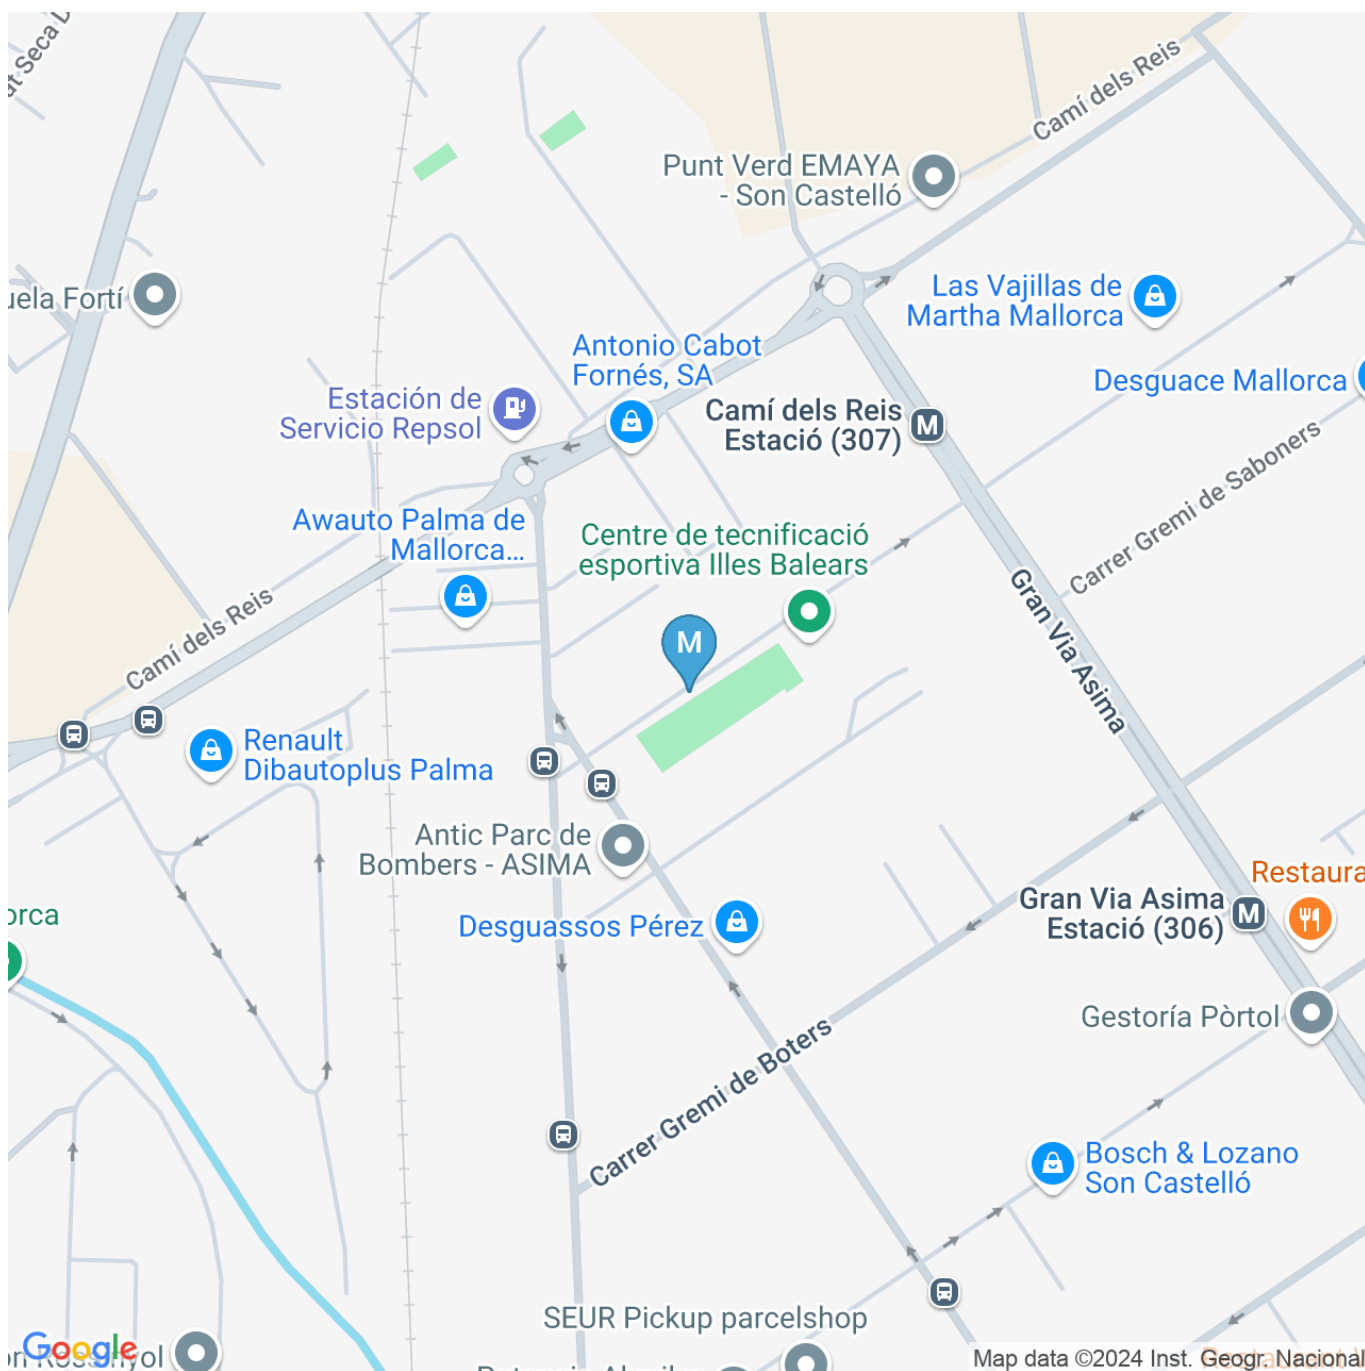 Camí dels Reis
Punt Verd EMAYA
- Son Castelló
uela Fortí
Las Vajillas de
Martha Mallorca
Antonio Cabot
Fornés, SA
Desguace Mallorca
Estación de
Servicio Repsol
Camí dels Reis
Estació (307)
M
Carrer Gremi de Saboners
Awauto Palma de
Mallorca...
Centre de tecnificació
esportiva Illes Balears
Gran Via Asima
Camí dels Reis
M
Renault
Dibautoplus Palma
Antic Parc de
Bombers - ASIMA
Restaura
Gran Via Asima
Estació (306)
M
orca
Desguassos Pérez
Gestoría Pòrtol
Carrer Gremi de Boters
Bosch & Lozano
Son Castelló
SEUR Pickup parcelshop
Google
Map data ©2024 Inst. Geogr. Nacional